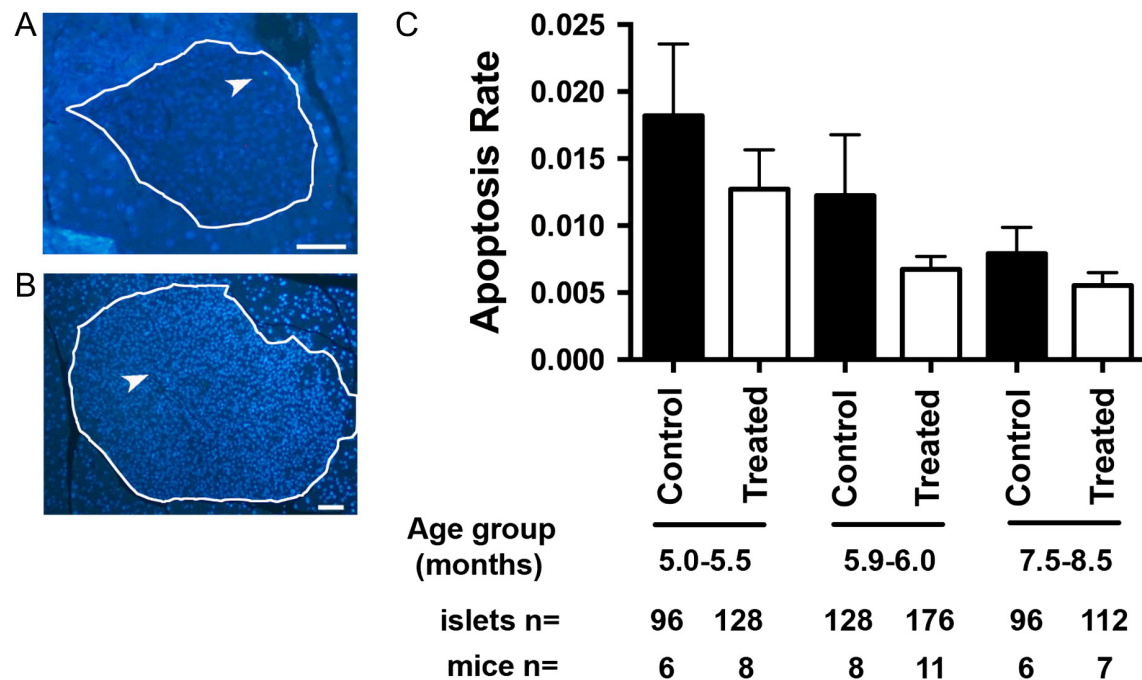 A
B
C
Apoptosis Rate
0.025
0.020
0.015
0.010
0.005
0.000
Control
Treated
Control
Treated
Control
Treated
Age group
(months)
5.0-5.5
5.9-6.0
7.5-8.5
islets n= 96 128 128 176 96 112
mice n= 6 8 8 11 6 7